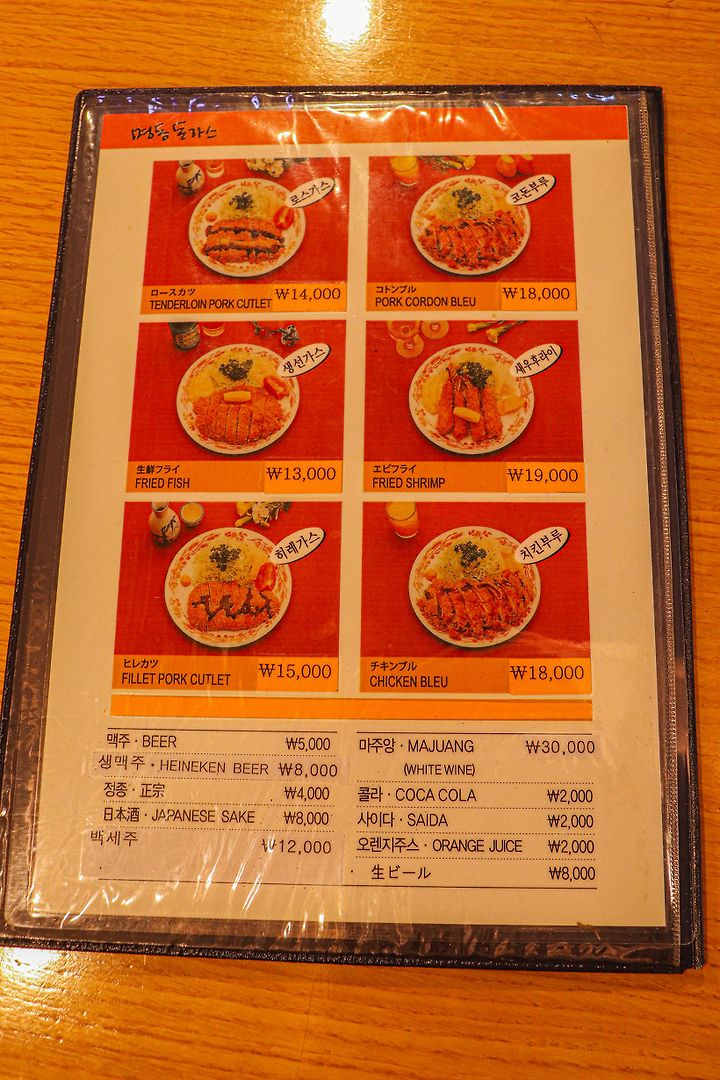 명동돈가스
로스가스
ロースカツ
TENDERLOIN PORK CUTLET ₩14,000
코돈부루
コトンブル
PORK CORDON BLEU ₩18,000
생선가스
生鮮フライ
FRIED FISH ₩13,000
새우후라이
エビフライ
FRIED SHRIMP ₩19,000
히레가스
ヒレカツ
FILLET PORK CUTLET ₩15,000
치킨부루
チキンブル
CHICKEN BLEU ₩18,000
맥주 · BEER ₩5,000
생맥주 · HEINEKEN BEER ₩8,000
정종 · 正宗 ₩4,000
日本酒 · JAPANESE SAKE ₩8,000
백세주 ₩12,000
마주앙 · MAJUANG ₩30,000
(WHITE WINE)
콜라 · COCA COLA ₩2,000
사이다 · SAIDA ₩2,000
오렌지주스 · ORANGE JUICE ₩2,000
· 生ビール ₩8,000